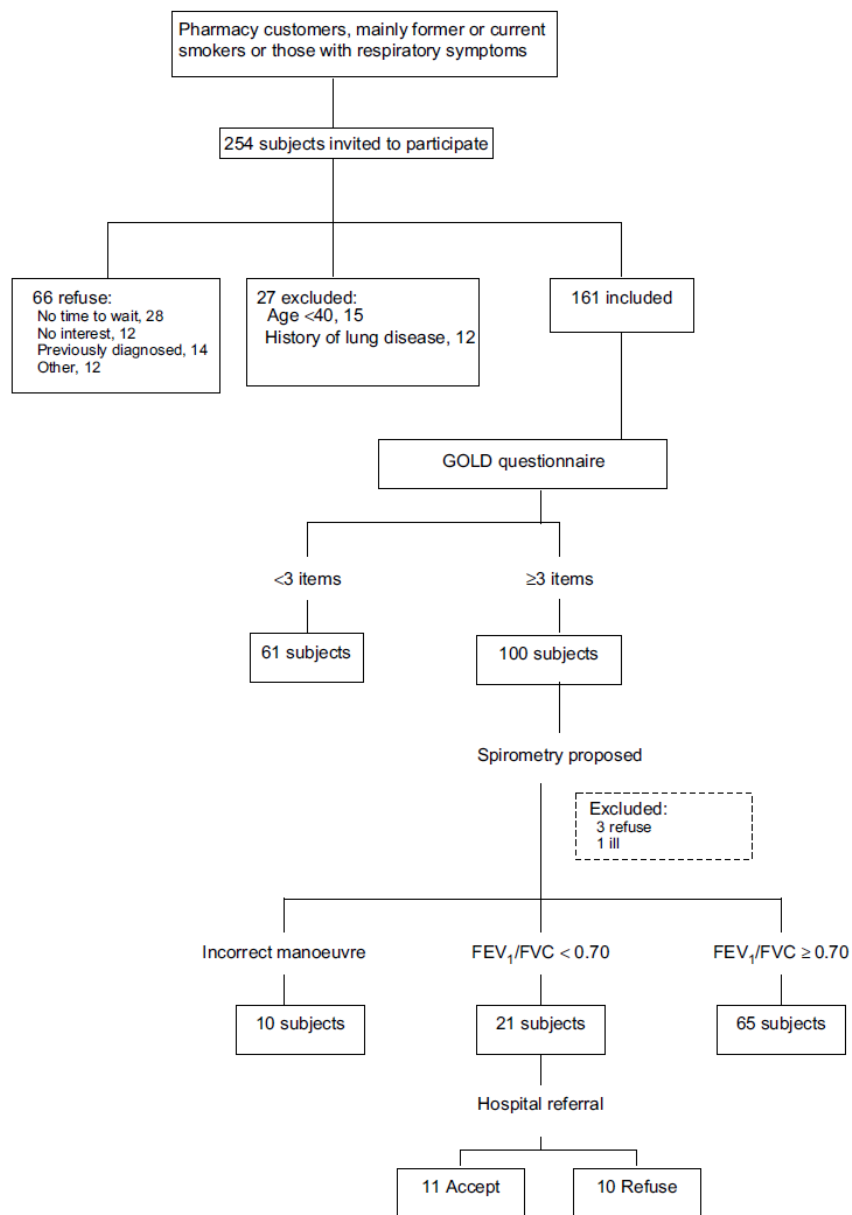 Pharmacy customers, mainly former or current
smokers or those with respiratory symptoms
254 subjects invited to participate
66 refuse:
No time to wait, 28
No interest, 12
Previously diagnosed, 14
Other, 12
27 excluded:
Age <40, 15
History of lung disease, 12
161 included
GOLD questionnaire
<3 items
≥3 items
61 subjects
100 subjects
Spirometry proposed
Excluded:
3 refuse
1 ill
Incorrect manoeuvre
FEV₁/FVC < 0.70
FEV₁/FVC ≥ 0.70
10 subjects
21 subjects
65 subjects
Hospital referral
11 Accept
10 Refuse